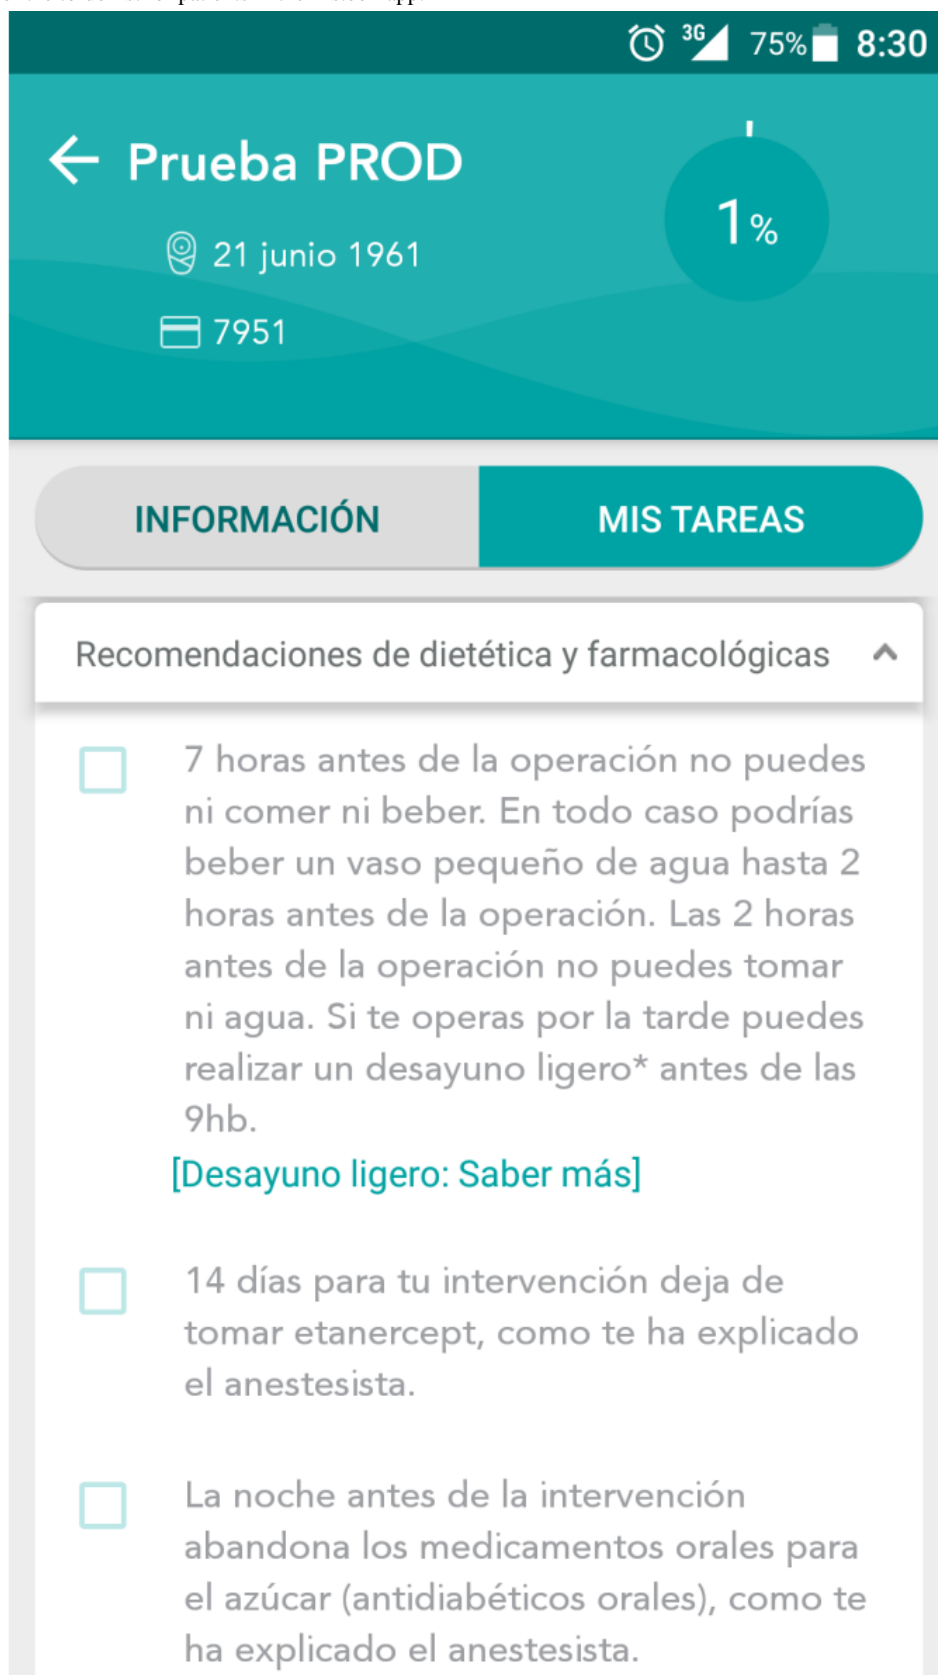 3G 75% 8:30
Prueba PROD
1%
21 junio 1961
7951
INFORMACIÓN MIS TAREAS
Recomendaciones de dietética y farmacológicas
7 horas antes de la operación no puedes
ni comer ni beber. En todo caso podrías
beber un vaso pequeño de agua hasta 2
horas antes de la operación. Las 2 horas
antes de la operación no puedes tomar
ni agua. Si te operas por la tarde puedes
realizar un desayuno ligero* antes de las
9hb.
[Desayuno ligero: Saber más]
14 días para tu intervención deja de
tomar etanercept, como te ha explicado
el anestesista.
La noche antes de la intervención
abandona los medicamentos orales para
el azúcar (antidiabéticos orales), como te
ha explicado el anestesista.